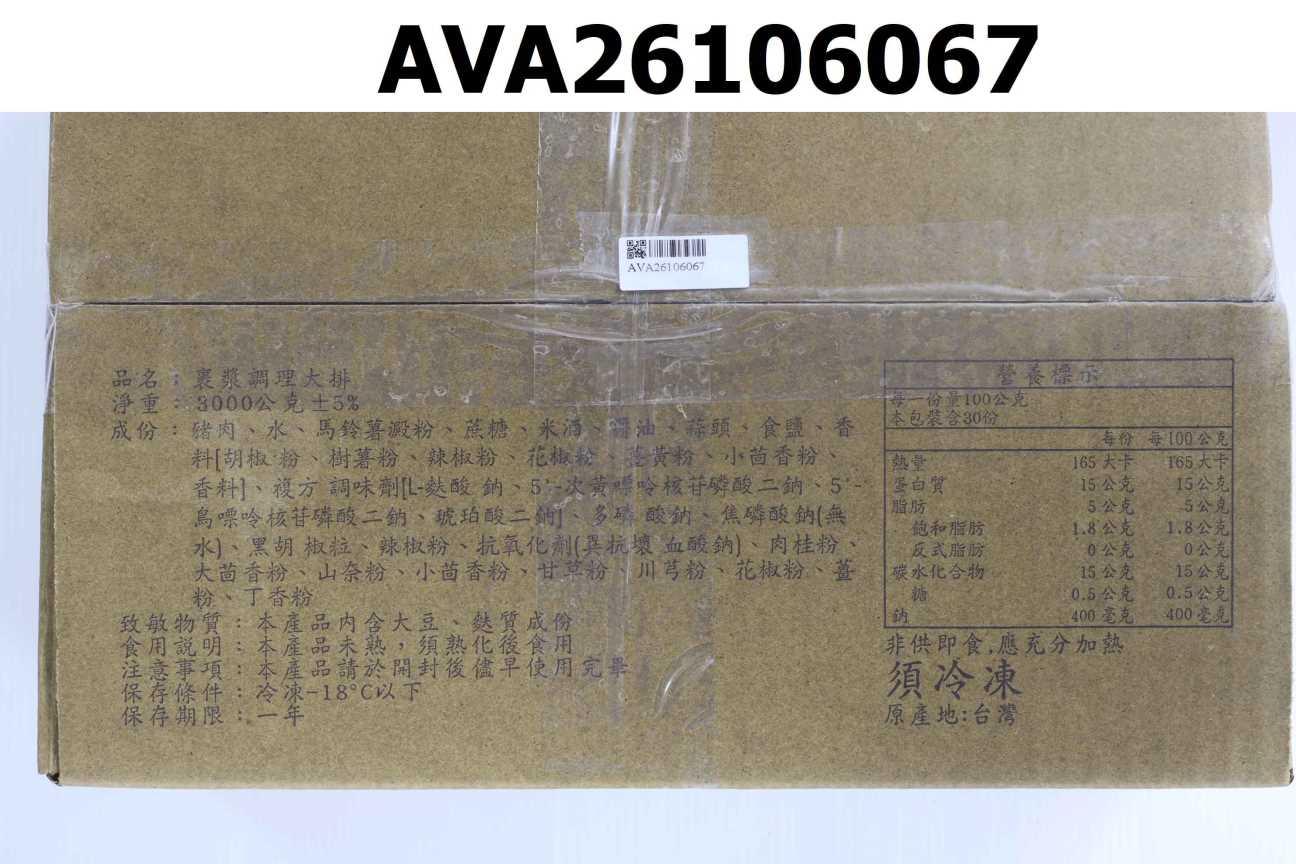 AVA26106067
AVA26106067
品名：裹漿調理大排
淨重：3000公克±5%
成份：豬肉、水、馬鈴薯澱粉、蔗糖、米酒、醬油、蒜頭、食鹽、香
料[胡椒粉、樹薯粉、辣椒粉、花椒粉、薑黃粉、小茴香粉、
香料]、複方調味劑[L-麩酸鈉、5'-次黃嘌呤核苷磷酸二鈉、5'-
鳥嘌呤核苷磷酸二鈉、琥珀酸二鈉]、多磷酸鈉、焦磷酸鈉(無
水)、黑胡椒粒、辣椒粉、抗氧化劑(異抗壞血酸鈉)、肉桂粉、
大茴香粉、山奈粉、小茴香粉、甘草粉、川芎粉、花椒粉、薑
粉、丁香粉
致敏物質：本產品內含大豆、麩質成份
食用說明：本產品未熟，須熟化後食用
注意事項：本產品請於開封後儘早使用完畢
保存條件：冷凍-18°C以下
保存期限：一年
營養標示
每一份量100公克
本包裝含30份
每份 每100公克
熱量 165大卡 165大卡
蛋白質 15公克 15公克
脂肪 5公克 5公克
飽和脂肪 1.8公克 1.8公克
反式脂肪 0公克 0公克
碳水化合物 15公克 15公克
糖 0.5公克 0.5公克
鈉 400毫克 400毫克
非供即食,應充分加熱
須冷凍
原產地:台灣